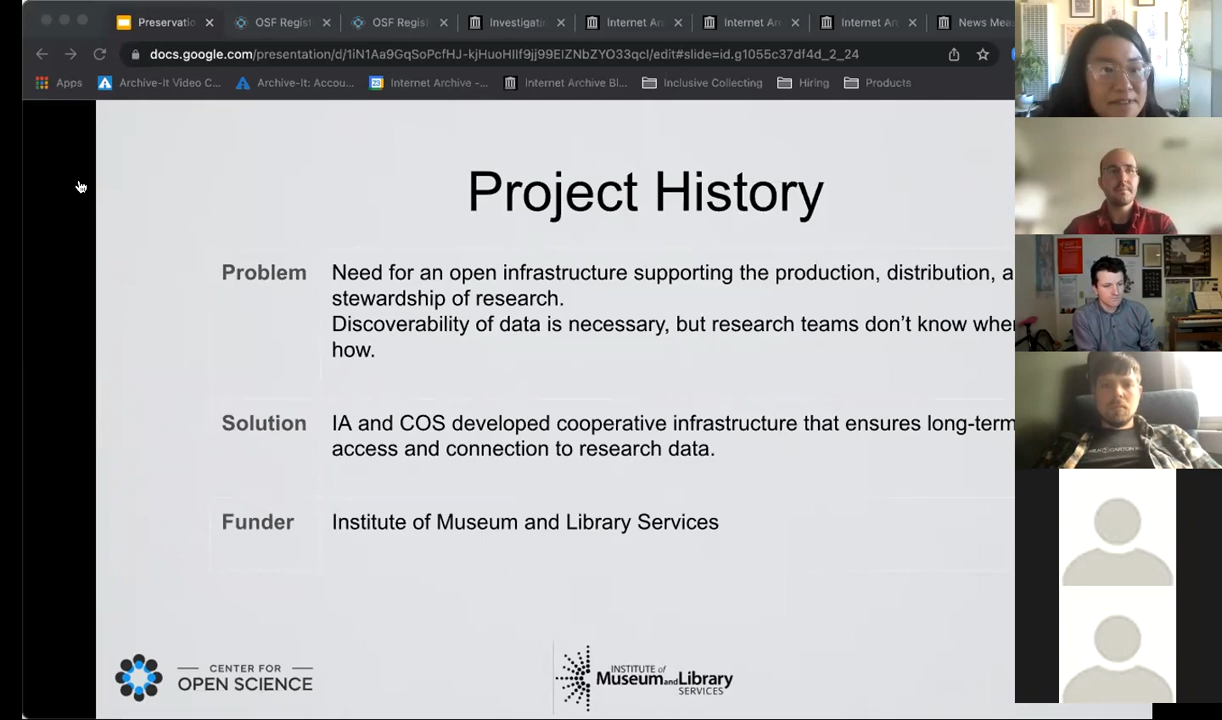 Preservatio
OSF Regist
OSF Regis
Investigati
Internet Ar
Internet Ar
Internet Ar
News Mea
docs.google.com/presentation/d/1iN1Aa9GqSoPcfHJ-kjHuoHIIf9jj99EIZNbZYO33qcI/edit#slide=id.g1055c37df4d_2_24
Apps
Archive-It Video C...
Archive-It: Accou...
Internet Archive -...
Internet Archive Bl...
Inclusive Collecting
Hiring
Products
Project History
Problem
Need for an open infrastructure supporting the production, distribution, a
stewardship of research.
Discoverability of data is necessary, but research teams don't know whe
how.
Solution
IA and COS developed cooperative infrastructure that ensures long-term
access and connection to research data.
Funder
Institute of Museum and Library Services
CENTER FOR
OPEN SCIENCE
INSTITUTE of
Museum and Library
SERVICES